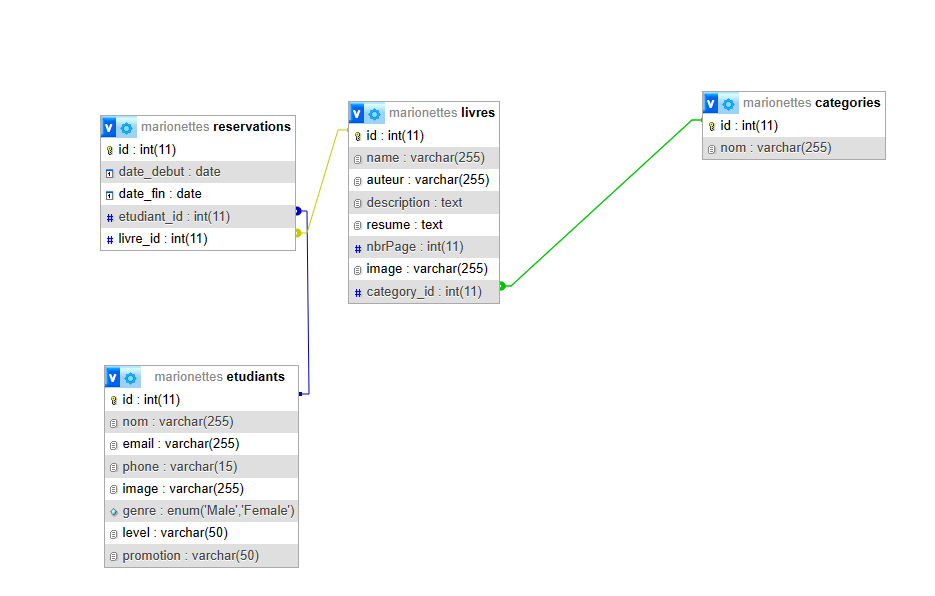 marionettes reservations
id : int(11)
date_debut : date
date_fin : date
etudiant_id : int(11)
livre_id : int(11)
marionettes livres
id : int(11)
name : varchar(255)
auteur : varchar(255)
description : text
resume : text
nbrPage : int(11)
image : varchar(255)
category_id : int(11)
marionettes categories
id : int(11)
nom : varchar(255)
marionettes etudiants
id : int(11)
nom : varchar(255)
email : varchar(255)
phone : varchar(15)
image : varchar(255)
genre : enum('Male','Female')
level : varchar(50)
promotion : varchar(50)